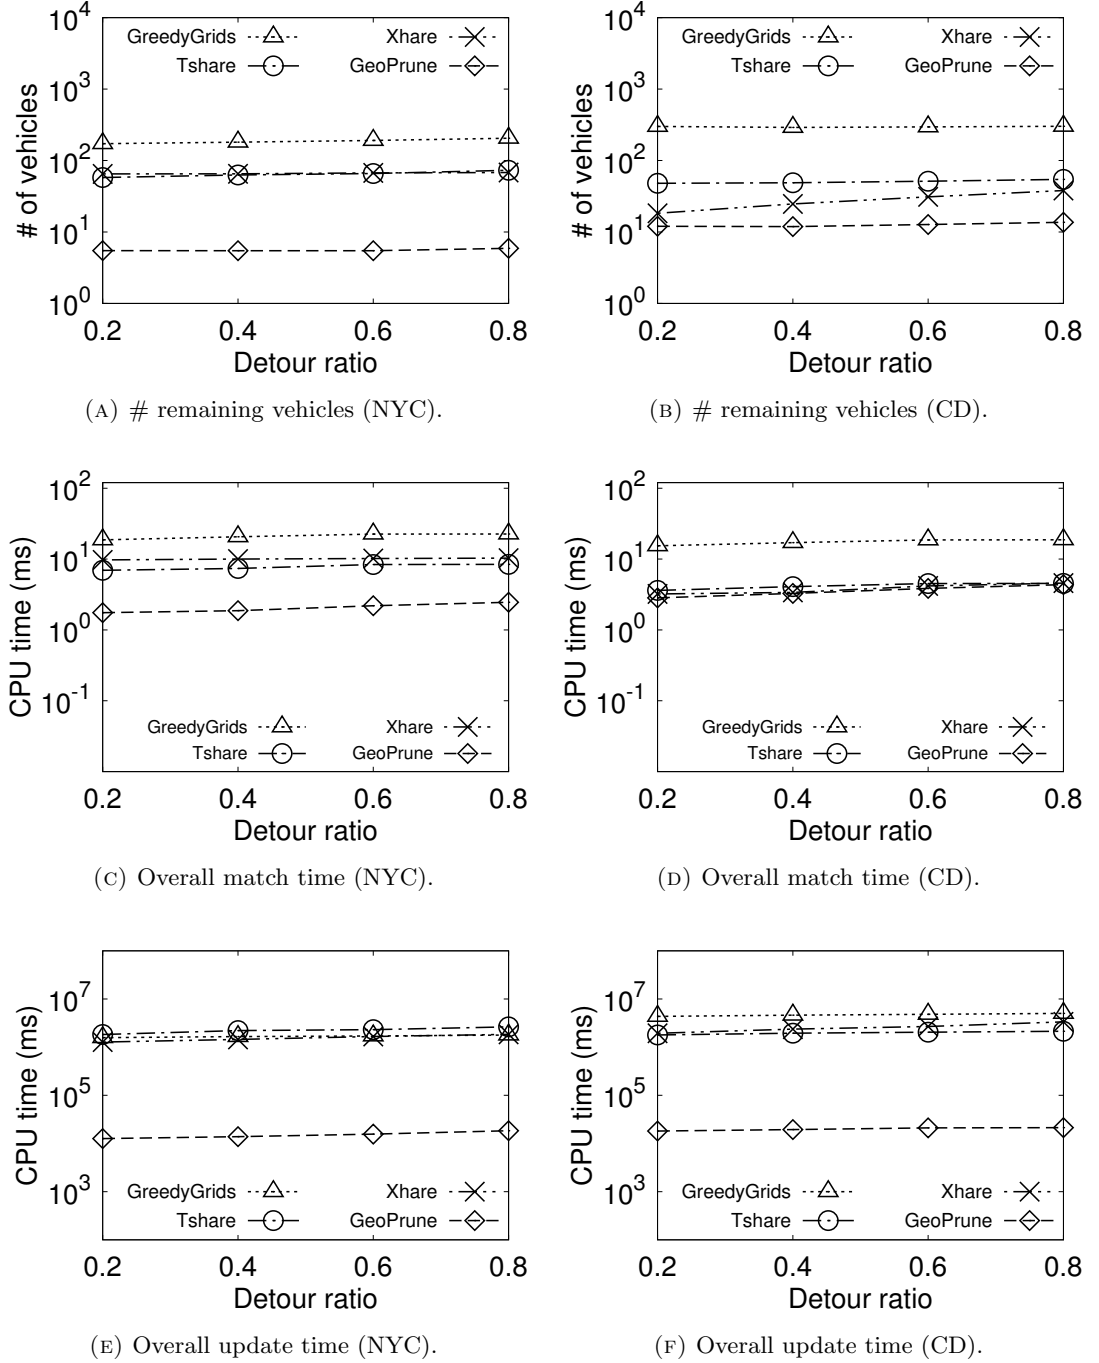 # of vehicles
10^4
10^3
10^2
10^1
10^0
GreedyGrids
Tshare
Xhare
GeoPrune
0.2 0.4 0.6 0.8
Detour ratio
(A) # remaining vehicles (NYC).
# of vehicles
10^4
10^3
10^2
10^1
10^0
GreedyGrids
Tshare
Xhare
GeoPrune
0.2 0.4 0.6 0.8
Detour ratio
(B) # remaining vehicles (CD).
CPU time (ms)
10^2
10^1
10^0
10^-1
GreedyGrids
Tshare
Xhare
GeoPrune
0.2 0.4 0.6 0.8
Detour ratio
(C) Overall match time (NYC).
CPU time (ms)
10^2
10^1
10^0
10^-1
GreedyGrids
Tshare
Xhare
GeoPrune
0.2 0.4 0.6 0.8
Detour ratio
(D) Overall match time (CD).
CPU time (ms)
10^7
10^5
10^3
GreedyGrids
Tshare
Xhare
GeoPrune
0.2 0.4 0.6 0.8
Detour ratio
(E) Overall update time (NYC).
CPU time (ms)
10^7
10^5
10^3
GreedyGrids
Tshare
Xhare
GeoPrune
0.2 0.4 0.6 0.8
Detour ratio
(F) Overall update time (CD).